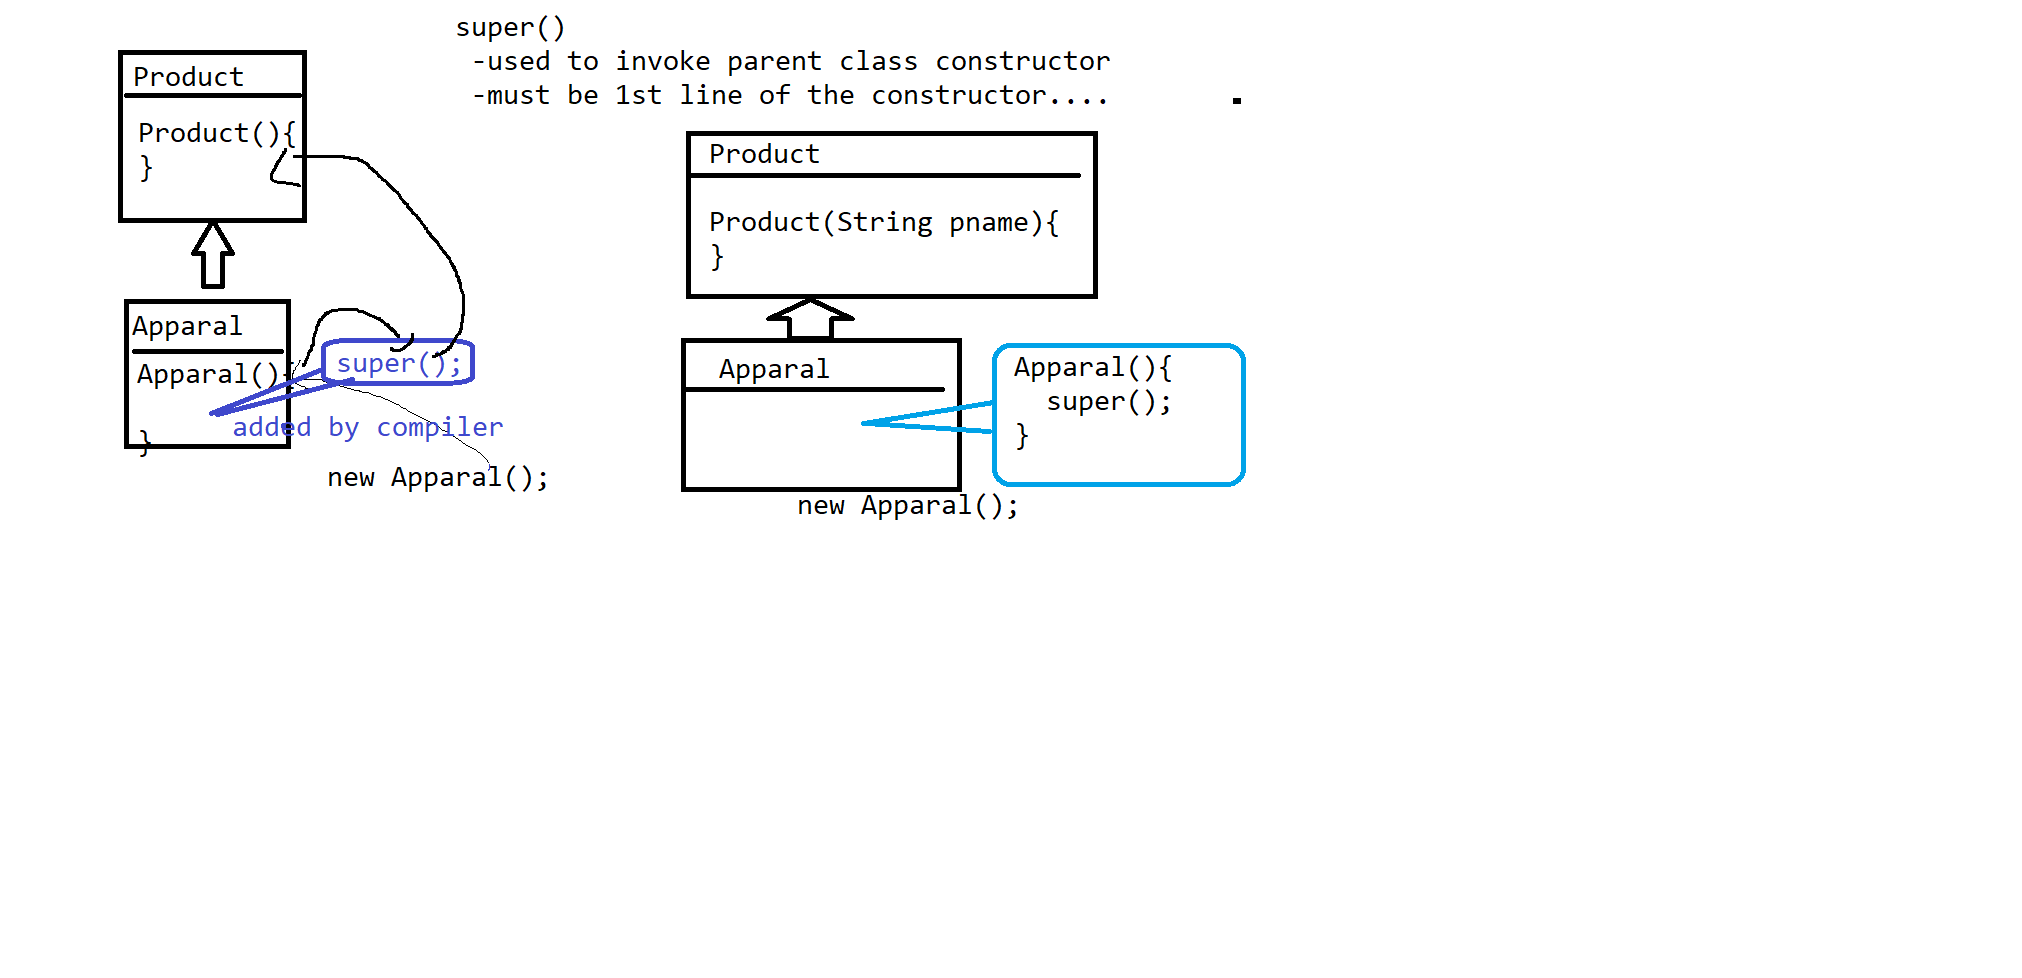 super()
-used to invoke parent class constructor
-must be 1st line of the constructor....
Product
Product(){
}
Apparal
Apparal(){
super();
added by compiler
}
new Apparal();
Product
Product(String pname){
}
Apparal
Apparal(){
super();
}
new Apparal();